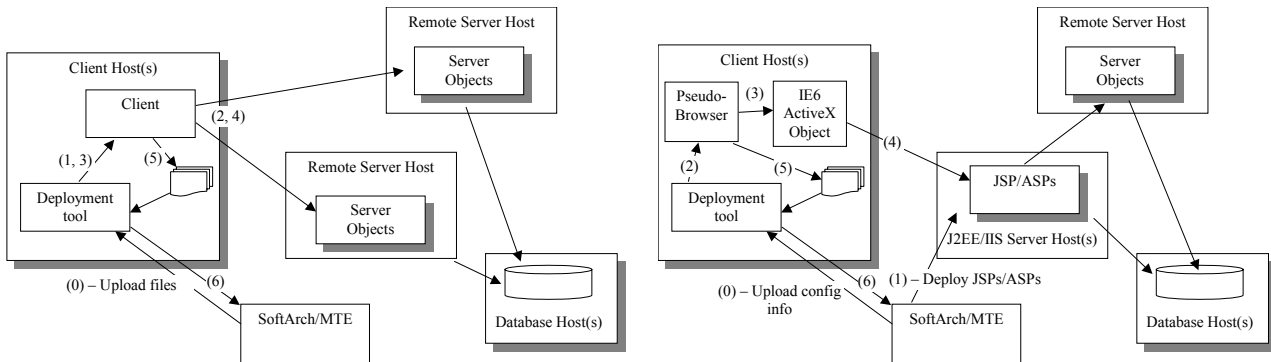 Remote Server Host
Server
Objects
Client Host(s)
Client
(2, 4)
(1, 3)
(5)
Remote Server Host
Deployment
tool
Server
Objects
(0) – Upload files
(6)
SoftArch/MTE
Database Host(s)
Remote Server Host
Server
Objects
Client Host(s)
Pseudo-
Browser
(3)
IE6
ActiveX
Object
(4)
(2)
(5)
JSP/ASPs
Deployment
tool
J2EE/IIS Server Host(s)
(0) – Upload config
info
(6)
(1) – Deploy JSPs/ASPs
SoftArch/MTE
Database Host(s)